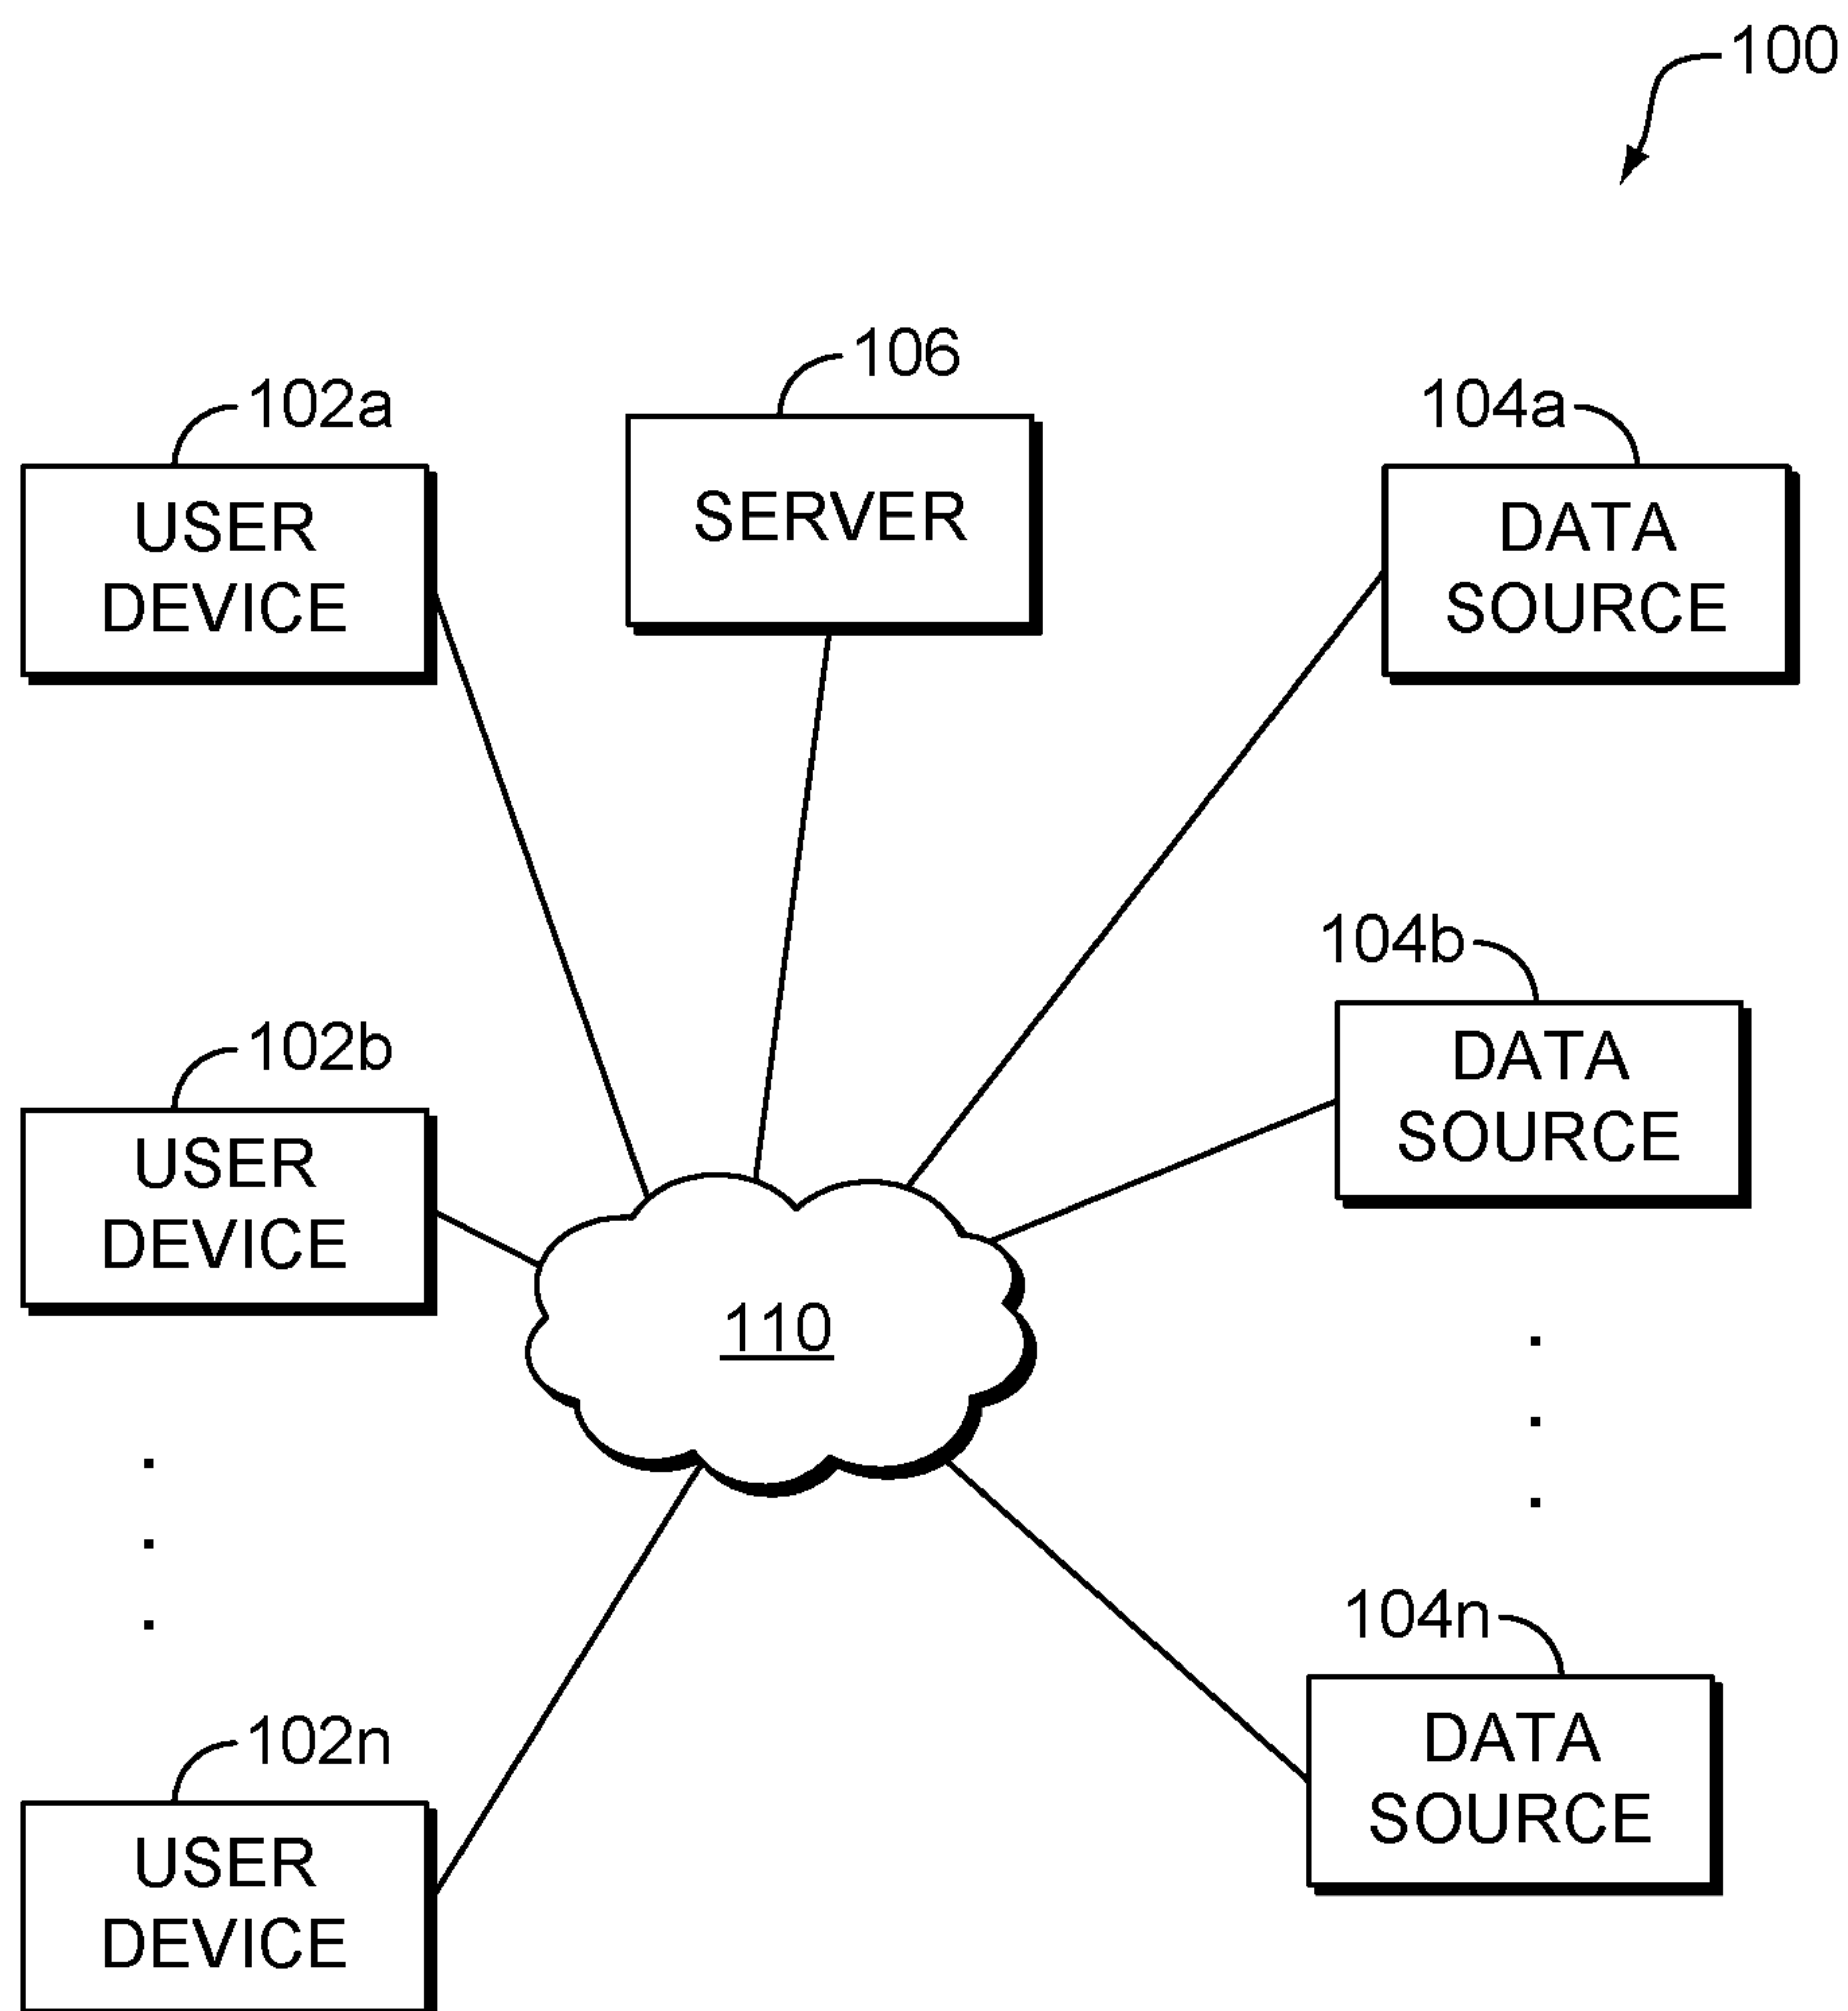 100
106
102a
104a
SERVER
USER
DEVICE
DATA
SOURCE
104b
102b
DATA
SOURCE
USER
DEVICE
110
104n
102n
DATA
SOURCE
USER
DEVICE